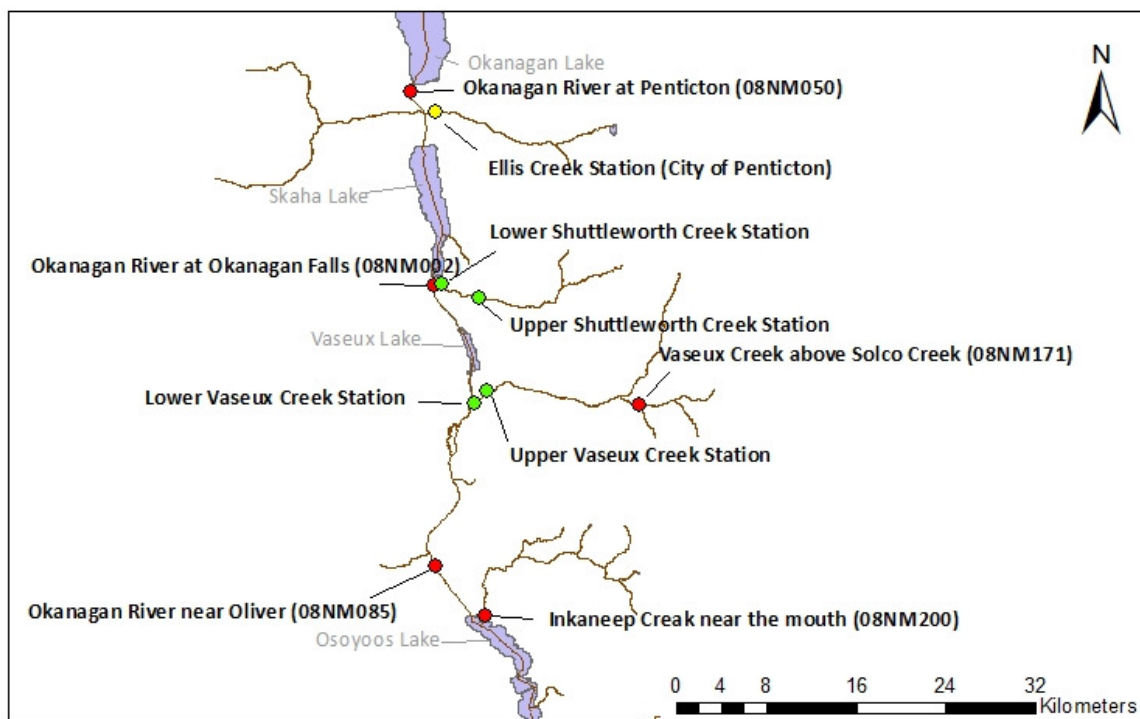 Okanagan Lake
N
Okanagan River at Penticton (08NM050)
Ellis Creek Station (City of Penticton)
Skaha Lake
Lower Shuttleworth Creek Station
Okanagan River at Okanagan Falls (08NM002)
Upper Shuttleworth Creek Station
Vaseux Lake
Vaseux Creek above Solco Creek (08NM171)
Lower Vaseux Creek Station
Upper Vaseux Creek Station
Okanagan River near Oliver (08NM085)
Inkaneep Creak near the mouth (08NM200)
Osoyoos Lake
0 4 8 16 24 32
Kilometers